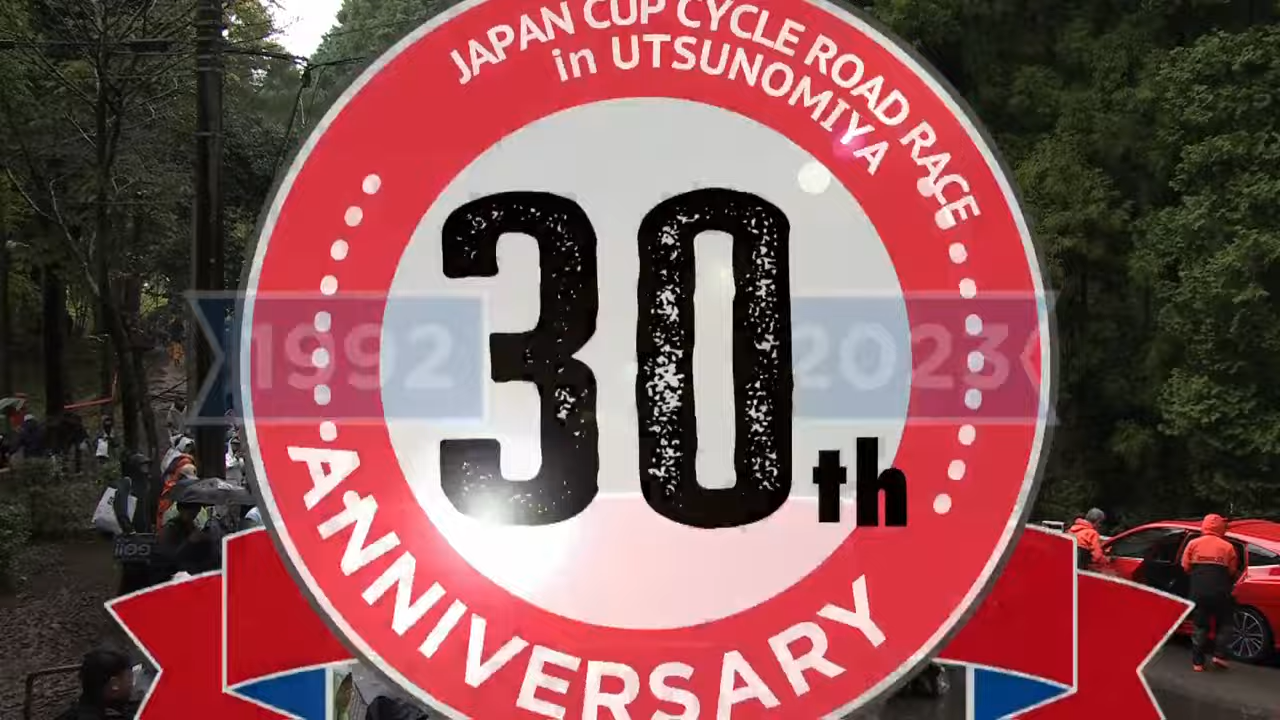 JAPAN CUP CYCLE ROAD RACE
in UTSUNOMIYA
30th
1992 2023
ANNIVERSARY